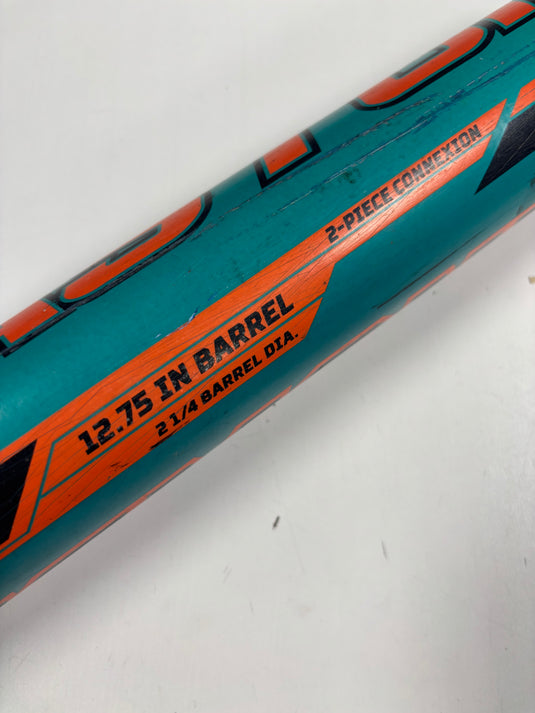 12.75 IN BARREL
2 1/4 BARREL DIA.
2-PIECE CONNEXION